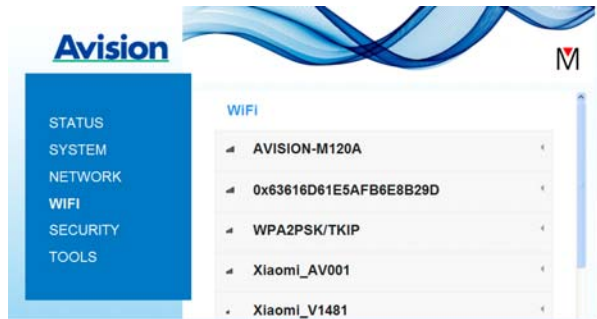 Avision
M
STATUS
SYSTEM
NETWORK
WIFI
SECURITY
TOOLS
WiFi
AVISION-M120A
0x63616D61E5AFB6E8B29D
WPA2PSK/TKIP
Xiaomi_AV001
Xiaomi_V1481